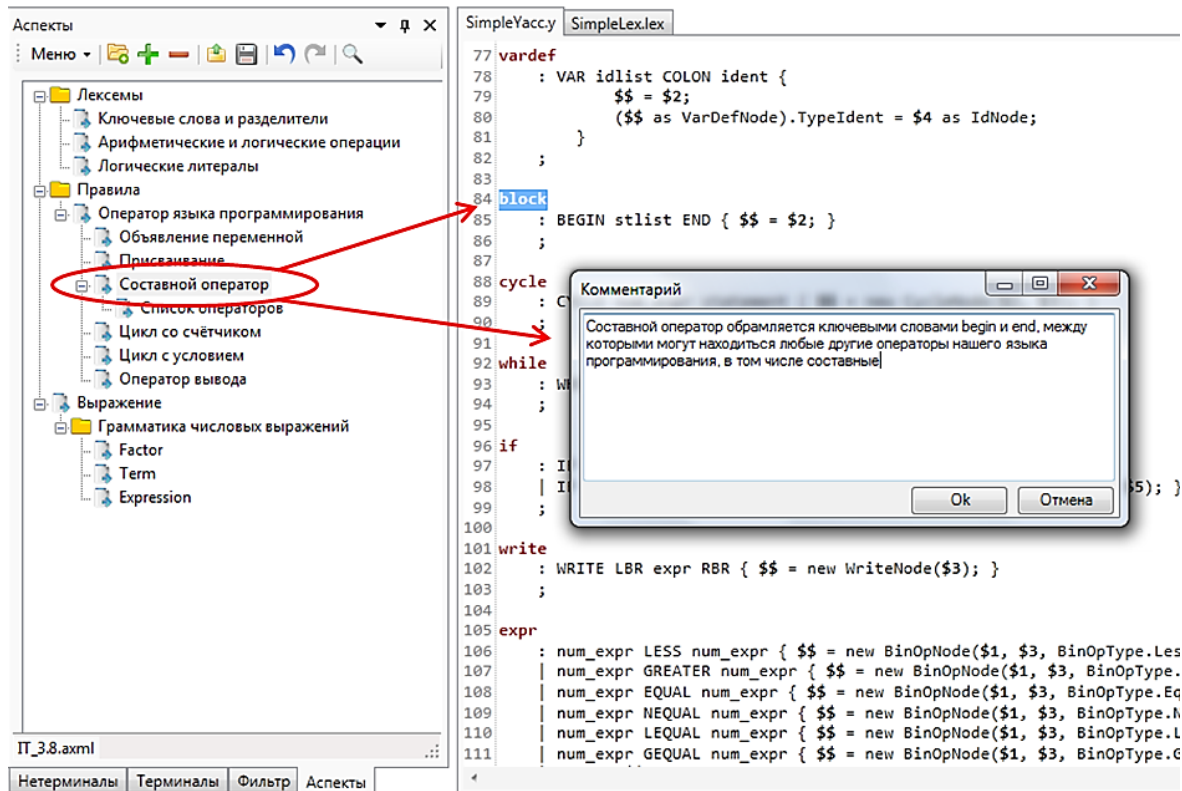 Аспекты
Меню
Лексемы
Ключевые слова и разделители
Арифметические и логические операции
Логические литералы
Правила
Оператор языка программирования
Объявление переменной
Присваивание
Составной оператор
Список операторов
Цикл со счётчиком
Цикл с условием
Оператор вывода
Выражение
Грамматика числовых выражений
Factor
Term
Expression
IT_3.8.axml
Нетерминалы Терминалы Фильтр Аспекты
SimpleYacc.y SimpleLex.lex
77 vardef
78 : VAR idlist COLON ident {
79 $$ = $2;
80 ($$ as VarDefNode).TypeIdent = $4 as IdNode;
81 }
82 ;
83
84 block
85 : BEGIN stlist END { $$ = $2; }
86 ;
87
88 cycle
89 :
90 ;
91
92 while
93 :
94 ;
95
96 if
97 :
98 | $5); }
99 ;
100
101 write
102 : WRITE LBR expr RBR { $$ = new WriteNode($3); }
103 ;
104
105 expr
106 : num_expr LESS num_expr { $$ = new BinOpNode($1, $3, BinOpType.Les
107 | num_expr GREATER num_expr { $$ = new BinOpNode($1, $3, BinOpType.
108 | num_expr EQUAL num_expr { $$ = new BinOpNode($1, $3, BinOpType.Eq
109 | num_expr NEQUAL num_expr { $$ = new BinOpNode($1, $3, BinOpType.N
110 | num_expr LEQUAL num_expr { $$ = new BinOpNode($1, $3, BinOpType.L
111 | num_expr GEQUAL num_expr { $$ = new BinOpNode($1, $3, BinOpType.G
Комментарий
Составной оператор обрамляется ключевыми словами begin и end, между
которыми могут находиться любые другие операторы нашего языка
программирования, в том числе составные
Ok Отмена